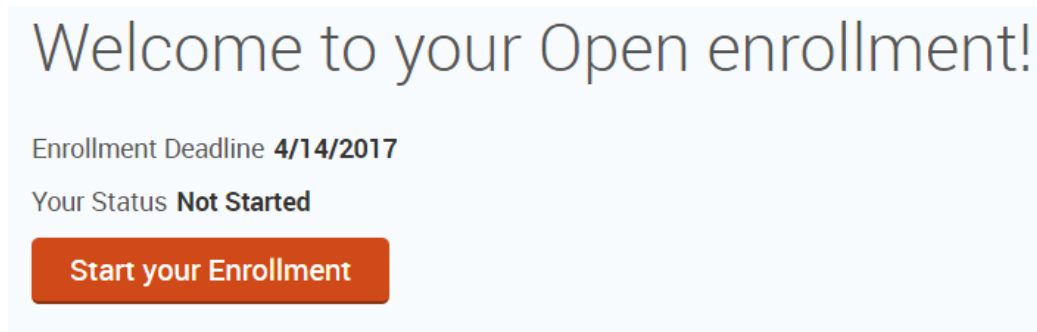 Welcome to your Open enrollment!
Enrollment Deadline 4/14/2017
Your Status Not Started
Start your Enrollment